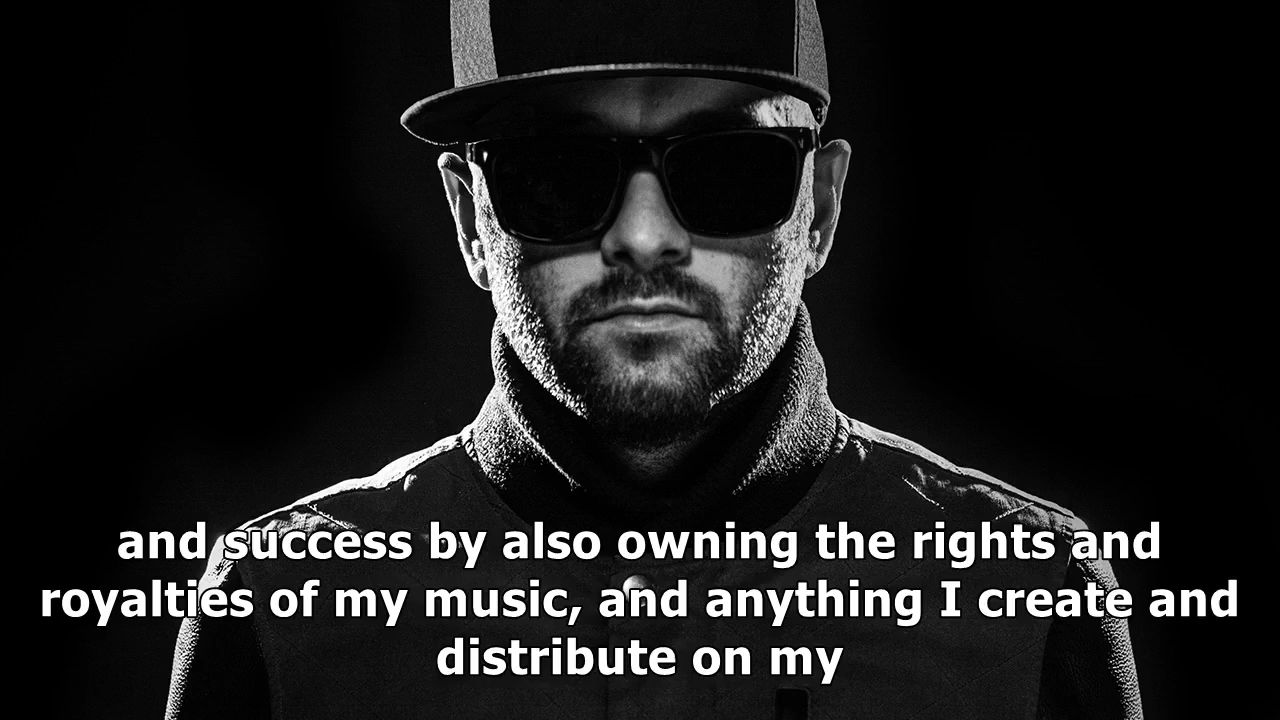 and success by also owning the rights and
royalties of my music, and anything I create and
distribute on my